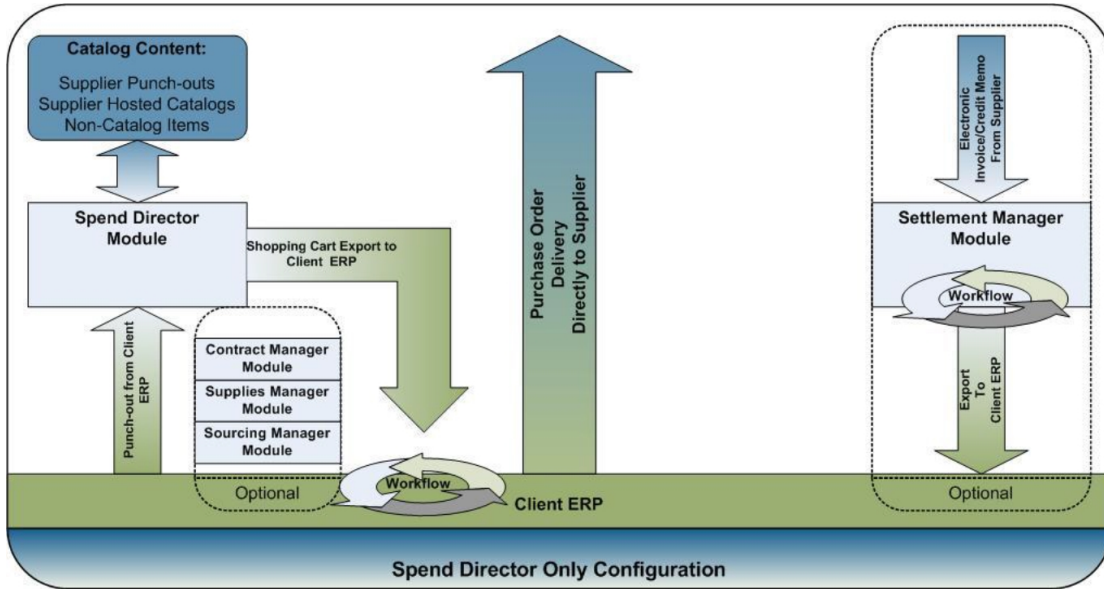 Catalog Content:
Supplier Punch-outs
Supplier Hosted Catalogs
Non-Catalog Items
Spend Director
Module
Shopping Cart Export to
Client ERP
Punch-out from Client
ERP
Contract Manager
Module
Supplies Manager
Module
Sourcing Manager
Module
Optional
Workflow
Client ERP
Purchase Order
Delivery
Directly to Supplier
Electronic
Invoice/Credit Memo
From Supplier
Settlement Manager
Module
Workflow
Export
To
Client ERP
Optional
Spend Director Only Configuration